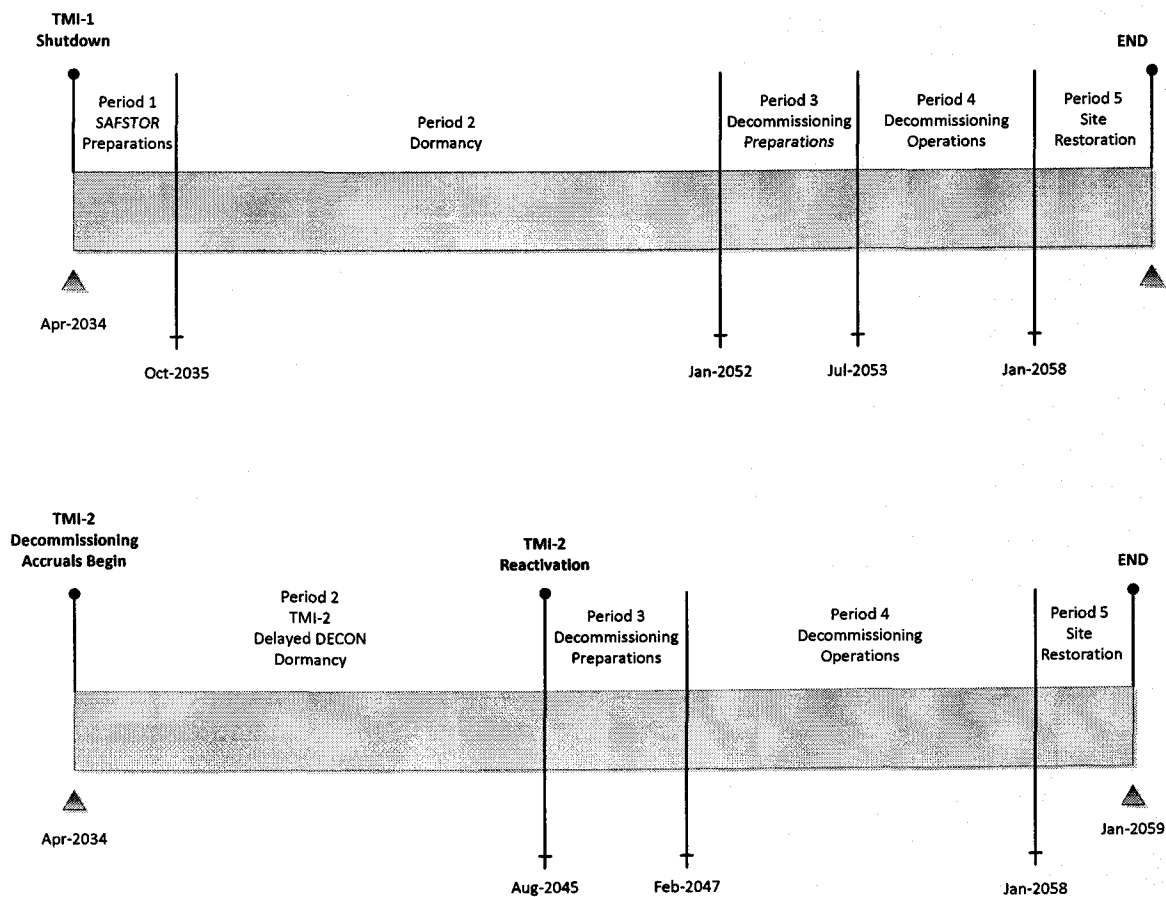 TMI-1
Shutdown
END
Period 1
SAFSTOR
Preparations
Period 2
Dormancy
Period 3
Decommissioning
Preparations
Period 4
Decommissioning
Operations
Period 5
Site
Restoration
Apr-2034
Oct-2035
Jan-2052
Jul-2053
Jan-2058
TMI-2
Decommissioning
Accruals Begin
TMI-2
Reactivation
END
Period 2
TMI-2
Delayed DECON
Dormancy
Period 3
Decommissioning
Preparations
Period 4
Decommissioning
Operations
Period 5
Site
Restoration
Apr-2034
Jan-2059
Aug-2045
Feb-2047
Jan-2058